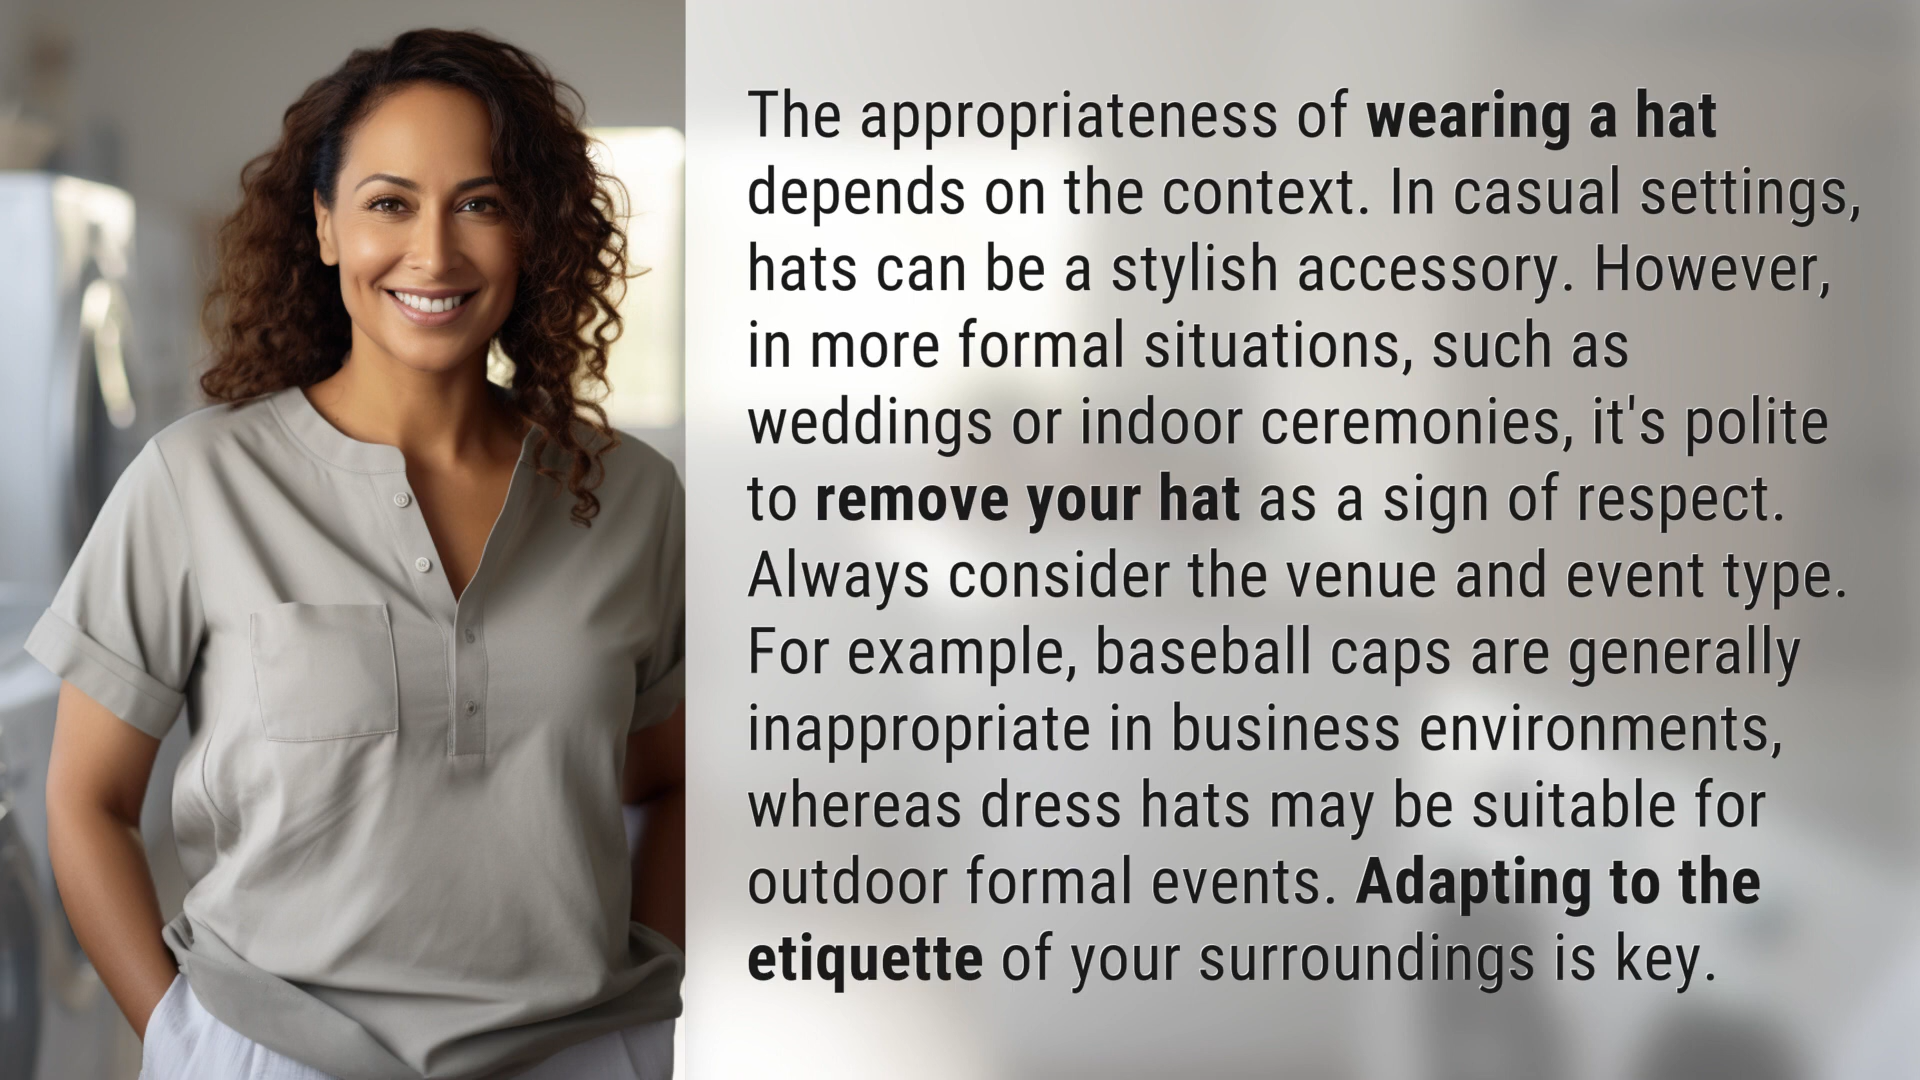 The appropriateness of wearing a hat
depends on the context. In casual settings,
hats can be a stylish accessory. However,
in more formal situations, such as
weddings or indoor ceremonies, it's polite
to remove your hat as a sign of respect.
Always consider the venue and event type.
For example, baseball caps are generally
inappropriate in business environments,
whereas dress hats may be suitable for
outdoor formal events. Adapting to the
etiquette of your surroundings is key.